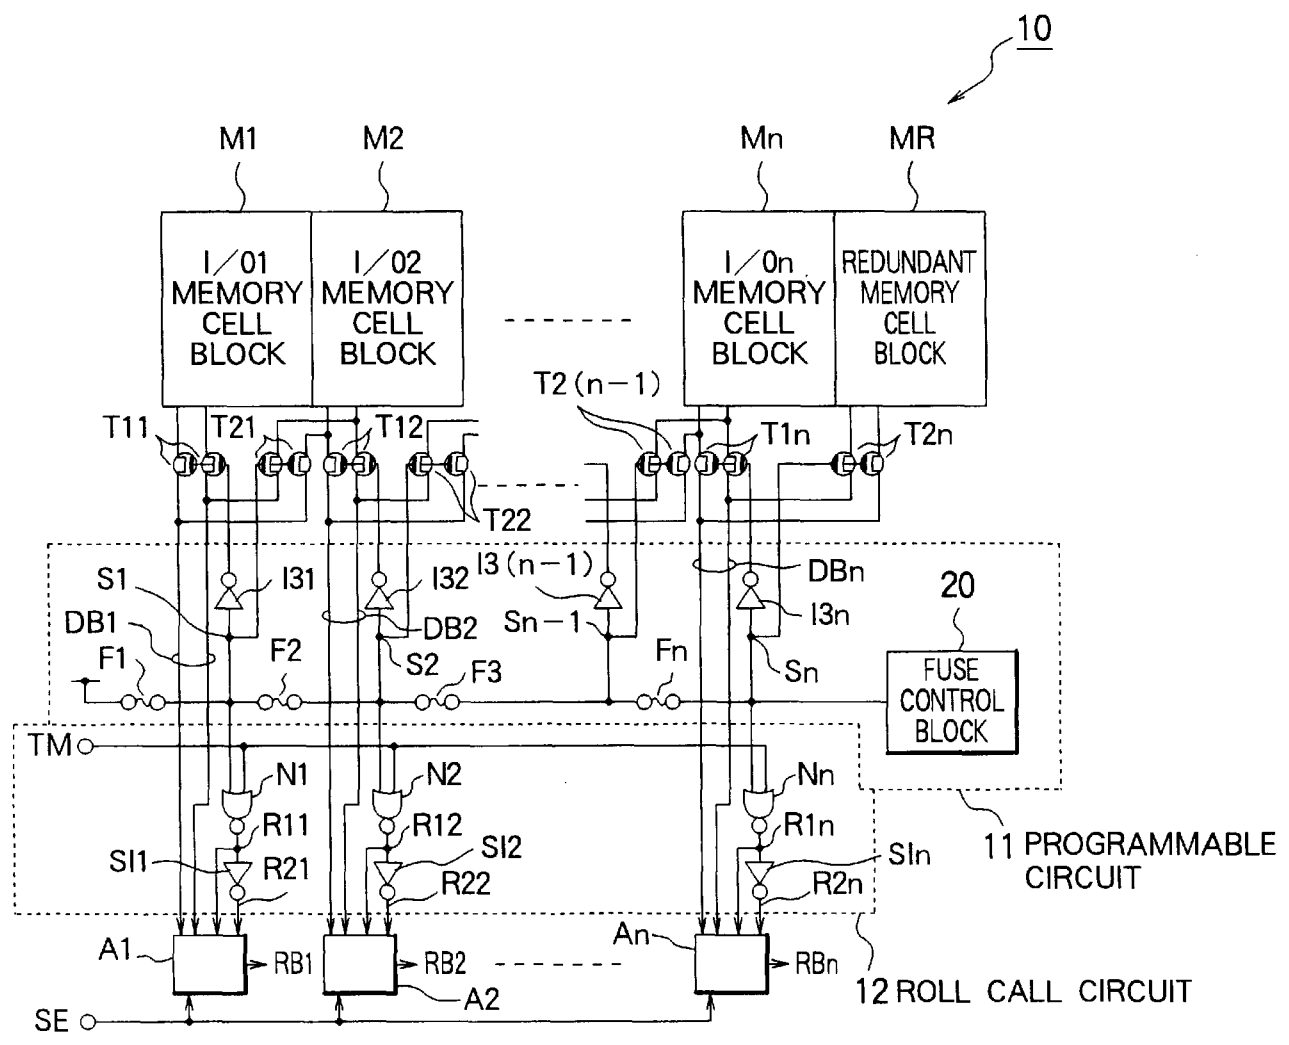 10
M1 M2 Mn MR
I/01 MEMORY CELL BLOCK
I/02 MEMORY CELL BLOCK
I/0n MEMORY CELL BLOCK
REDUNDANT MEMORY CELL BLOCK
T2(n-1)
T11 T21 T12 T1n T2n
T22
S1 I31 I32 I3(n-1) DBn 20
DB1 DB2 Sn-1 I3n
F1 F2 S2 F3 Fn Sn
FUSE CONTROL BLOCK
TM
N1 N2 Nn
R11 R12 R1n
11 PROGRAMMABLE CIRCUIT
SI1 SI2 SIn
R21 R22 R2n
A1 An
RB1 RB2 RBn
A2
12 ROLL CALL CIRCUIT
SE